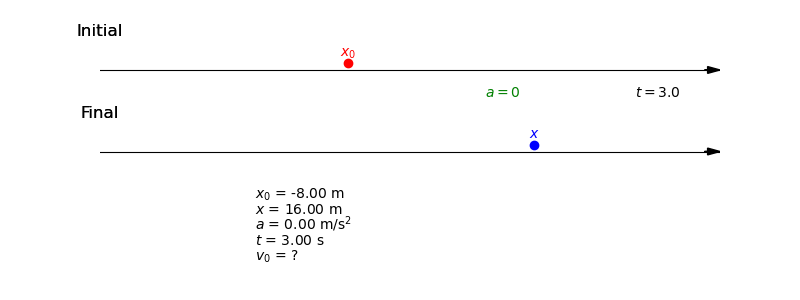 Initial
x₀
a = 0
t = 3.0
Final
x
x₀ = -8.00 m
x = 16.00 m
a = 0.00 m/s²
t = 3.00 s
v₀ = ?